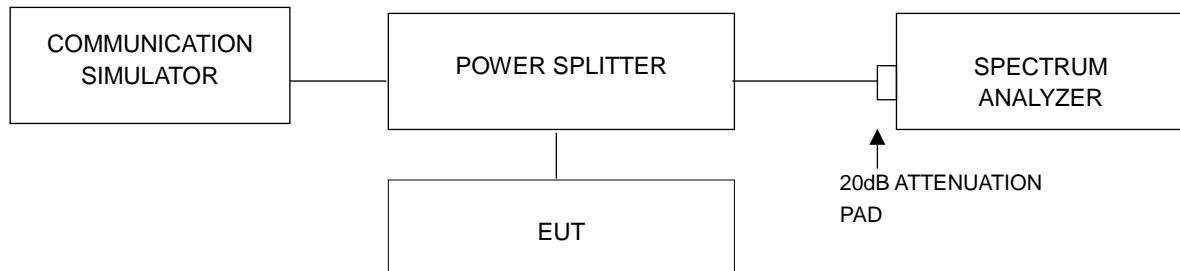 COMMUNICATION
SIMULATOR
POWER SPLITTER
SPECTRUM
ANALYZER
20dB ATTENUATION
PAD
EUT